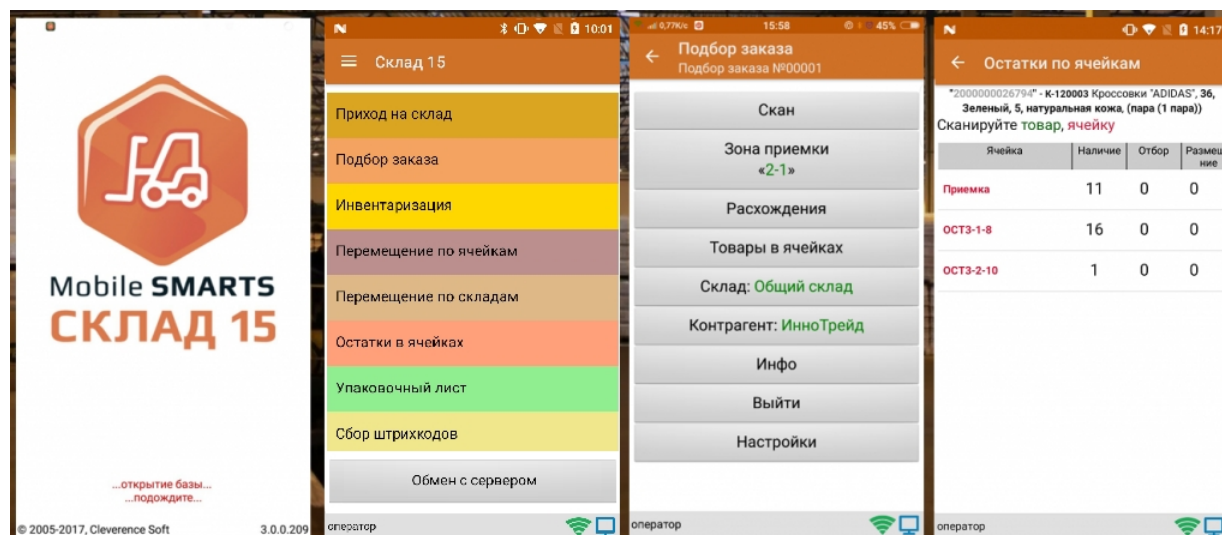 Mobile SMARTS
СКЛАД 15
...открытие базы...
...подождите...
© 2005-2017, Cleverence Soft 3.0.0.209
10:01
Склад 15
Приход на склад
Подбор заказа
Инвентаризация
Перемещение по ячейкам
Перемещение по складам
Остатки в ячейках
Упаковочный лист
Сбор штрихкодов
Обмен с сервером
оператор
0,77K/s 15:58 45%
Подбор заказа
Подбор заказа №00001
Скан
Зона приемки
«2-1»
Расхождения
Товары в ячейках
Склад: Общий склад
Контрагент: ИнноТрейд
Инфо
Выйти
Настройки
оператор
14:17
Остатки по ячейкам
"2000000026794" - К-120003 Кроссовки "ADIDAS", 36,
Зеленый, 5, натуральная кожа, (пара (1 пара))
Сканируйте товар, ячейку
Ячейка Наличие Отбор Размещ
ние
Приемка 11 0 0
ОСТ3-1-8 16 0 0
ОСТ3-2-10 1 0 0
оператор